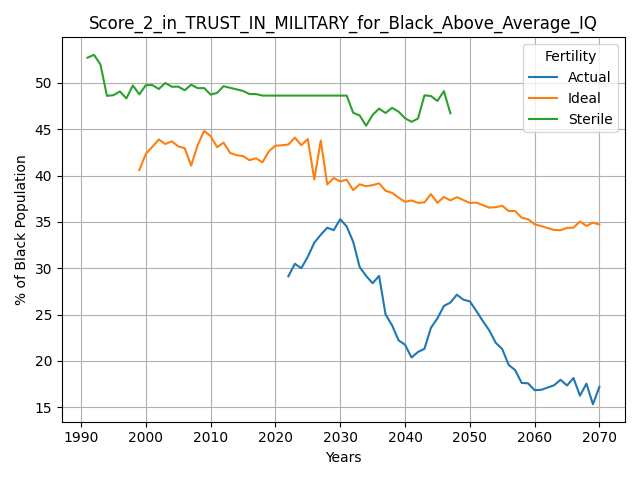 Score_2_in_TRUST_IN_MILITARY_for_Black_Above_Average_IQ
Fertility
Actual
Ideal
Sterile
% of Black Population
50
45
40
35
30
25
20
15
1990 2000 2010 2020 2030 2040 2050 2060 2070
Years